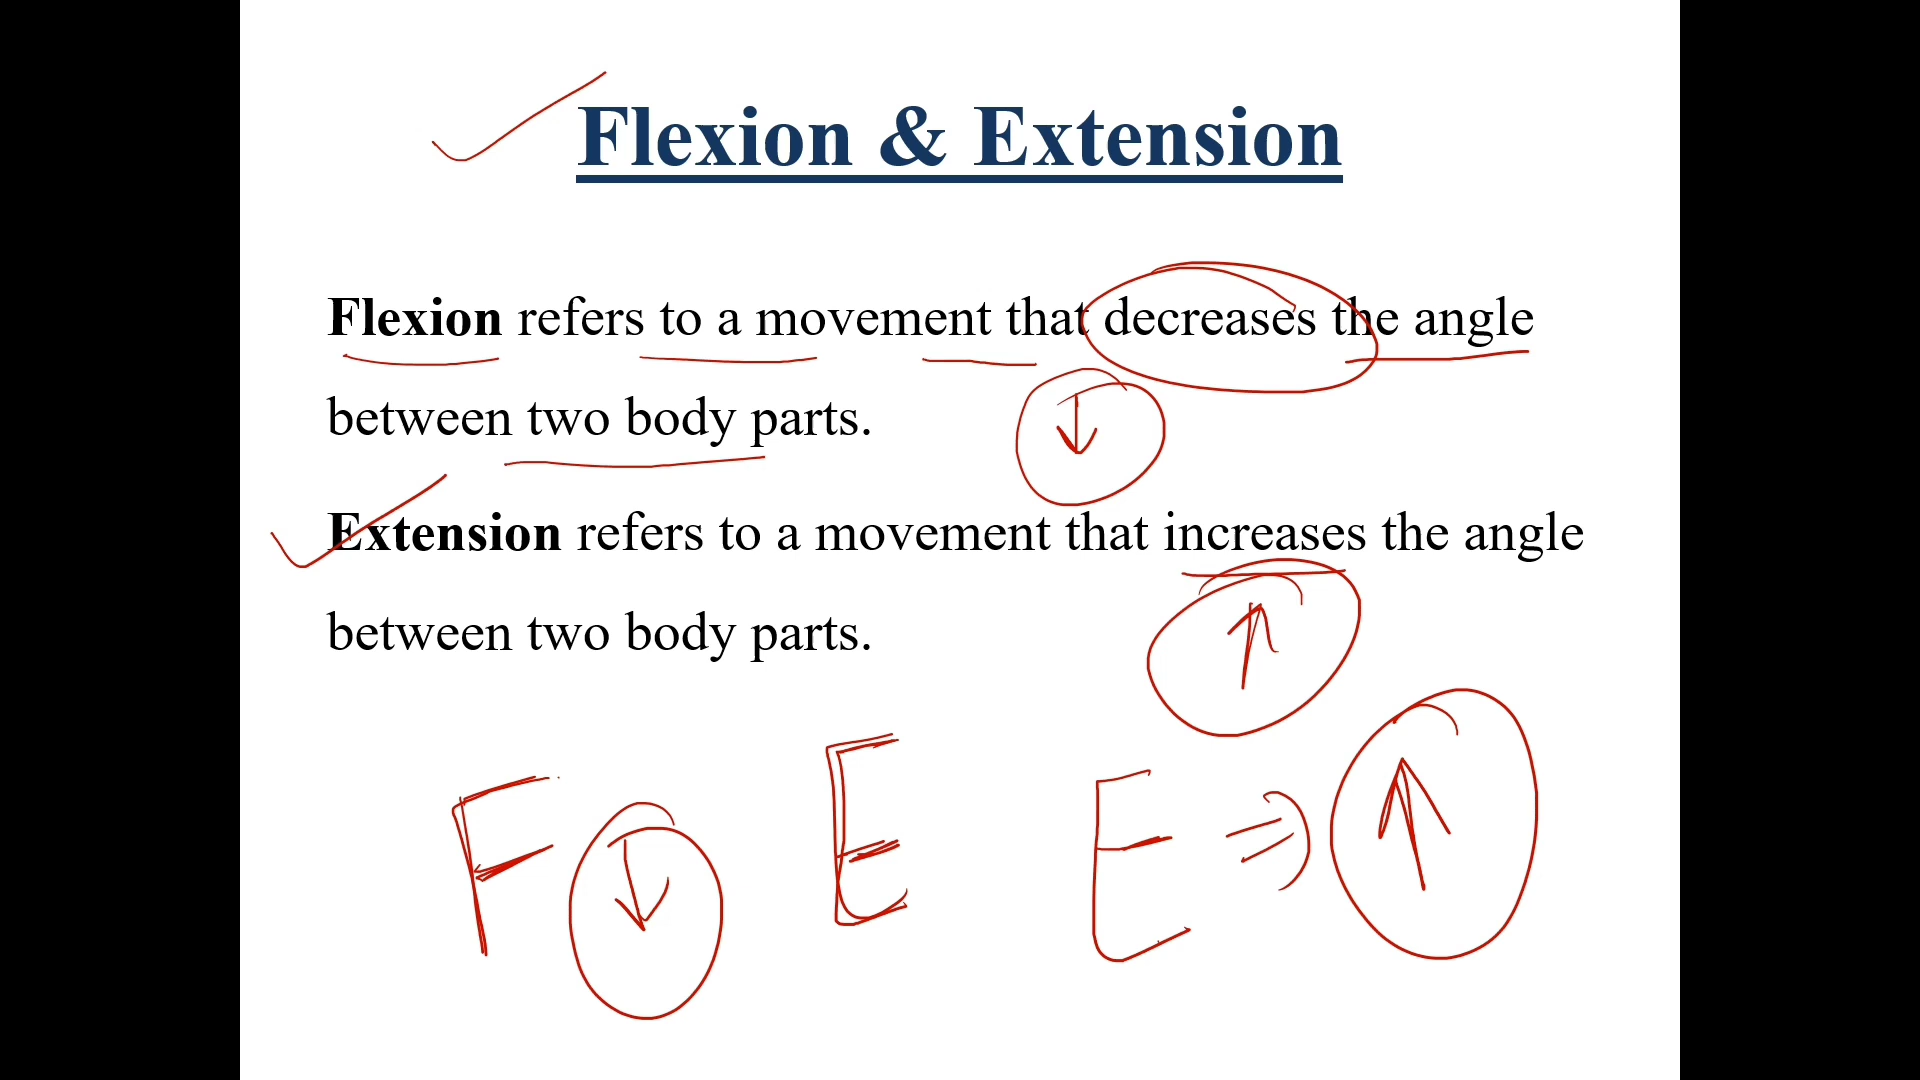 Flexion & Extension
Flexion refers to a movement that decreases the angle
between two body parts.
↓
Extension refers to a movement that increases the angle
between two body parts.
↑
F ↓ E E ⇒ ↑